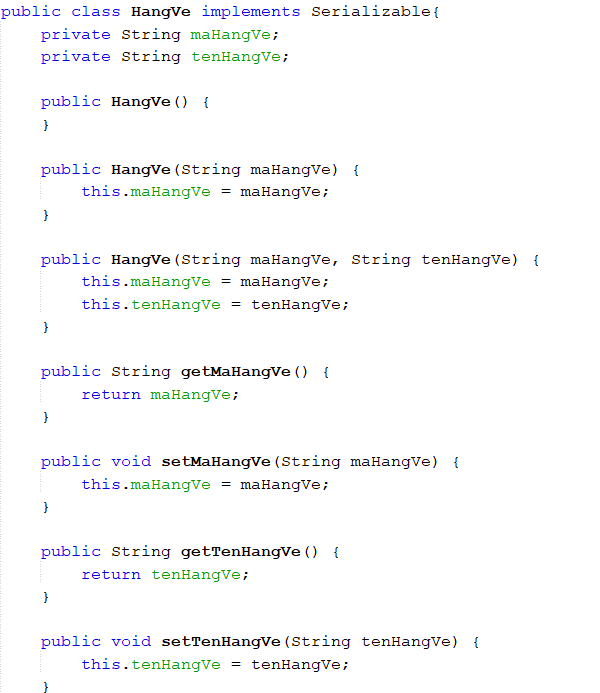 public class HangVe implements Serializable{
    private String maHangVe;
    private String tenHangVe;

    public HangVe() {
    }

    public HangVe(String maHangVe) {
        this.maHangVe = maHangVe;
    }

    public HangVe(String maHangVe, String tenHangVe) {
        this.maHangVe = maHangVe;
        this.tenHangVe = tenHangVe;
    }

    public String getMaHangVe() {
        return maHangVe;
    }

    public void setMaHangVe(String maHangVe) {
        this.maHangVe = maHangVe;
    }

    public String getTenHangVe() {
        return tenHangVe;
    }

    public void setTenHangVe(String tenHangVe) {
        this.tenHangVe = tenHangVe;
    }